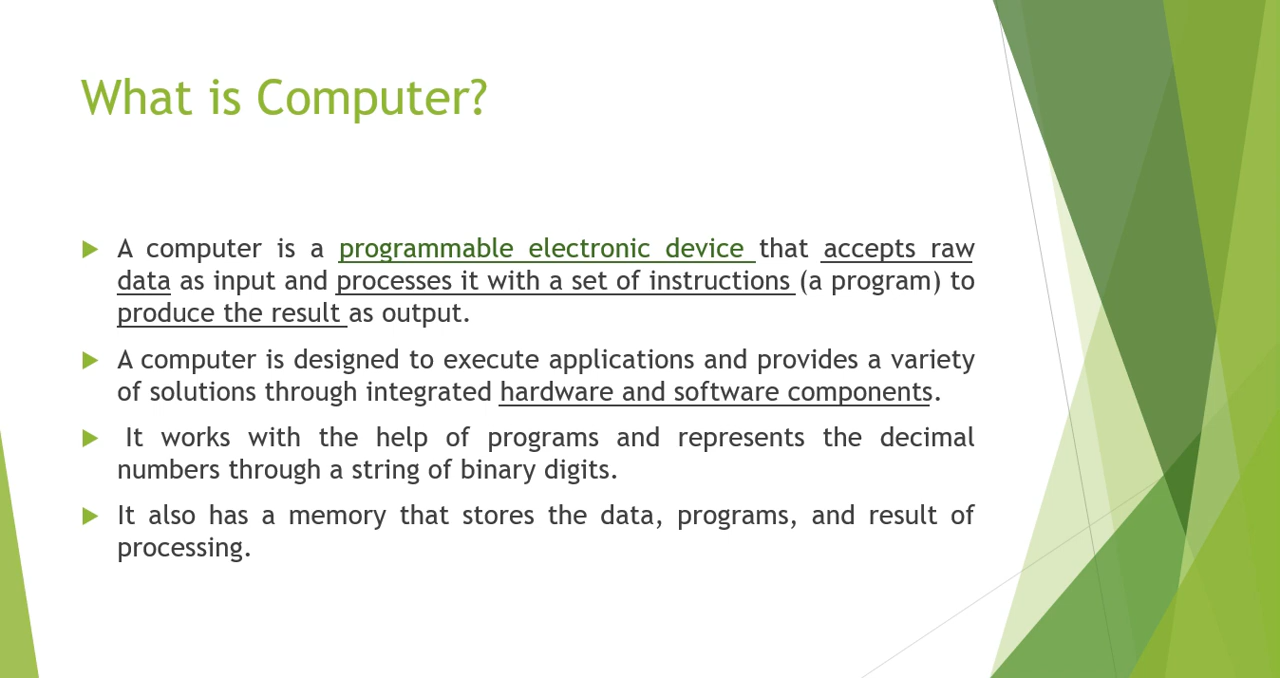 What is Computer?
A computer is a programmable electronic device that accepts raw
data as input and processes it with a set of instructions (a program) to
produce the result as output.
A computer is designed to execute applications and provides a variety
of solutions through integrated hardware and software components.
It works with the help of programs and represents the decimal
numbers through a string of binary digits.
It also has a memory that stores the data, programs, and result of
processing.